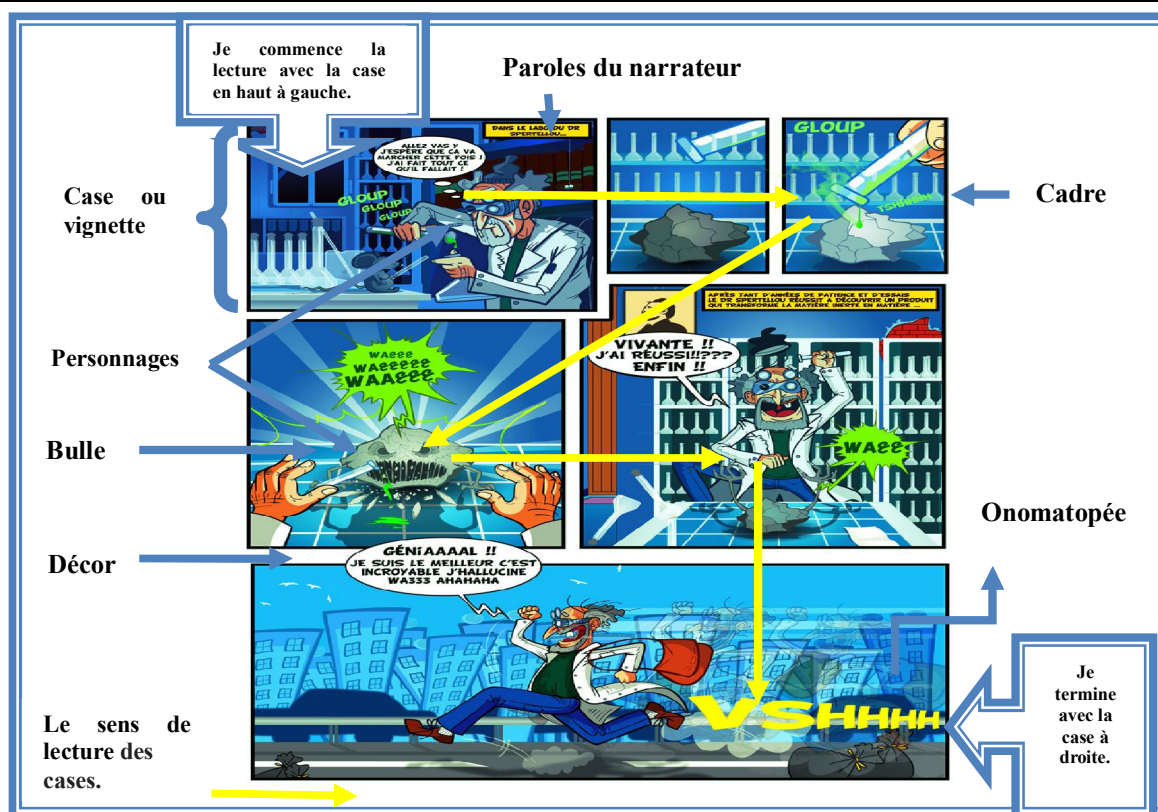 Je commence la
lecture avec la case
en haut à gauche.
Paroles du narrateur
DANS LE LABO DU DR
SPERTELLOU...
ALLEZ VAS Y
J'ESPÈRE QUE CA VA
MARCHER CETTE FOIS !
J'AI FAIT TOUT CE
QU'IL FALLAIT !
GLOUP
GLOUP
GLOUP
GLOUP
TSHHHHH
Case ou
vignette
Cadre
Personnages
WAEEE
WAEEEEE
WAAEEE
APRÈS TANT D'ANNÉES DE PATIENCE ET D'ESSAIS
LE DR SPERTELLOU RÉUSSIT A DÉCOUVRIR UN PRODUIT
QUI TRANSFORME LA MATIÈRE INERTE EN MATIÈRE ...
VIVANTE !!
J'AI RÉUSSI!!???
ENFIN !!
WAEE
Bulle
Onomatopée
Décor
GÉNIAAAAL !!
JE SUIS LE MEILLEUR C'EST
INCROYABLE J'HALLUCINE
WA333 AHAHAHA
VSHHHHH
Je
termine
avec la
case à
droite.
Le sens de
lecture des
cases.